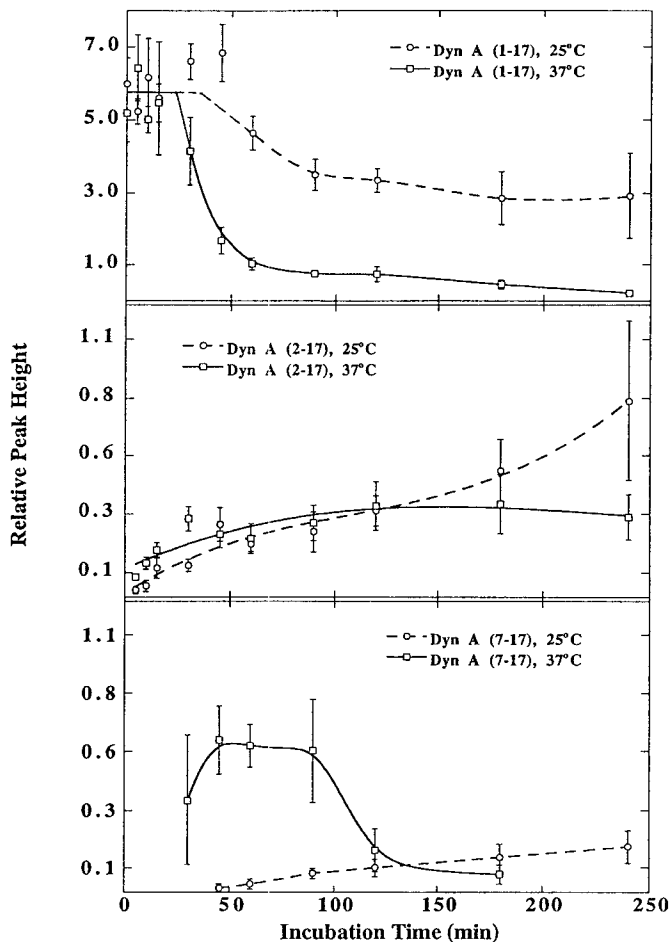 7.0
5.0
3.0
1.0
Dyn A (1-17), 25°C
Dyn A (1-17), 37°C
Relative Peak Height
1.1
0.8
0.6
0.3
0.1
Dyn A (2-17), 25°C
Dyn A (2-17), 37°C
1.1
0.8
0.6
0.3
0.1
Dyn A (7-17), 25°C
Dyn A (7-17), 37°C
0 50 100 150 200 250
Incubation Time (min)